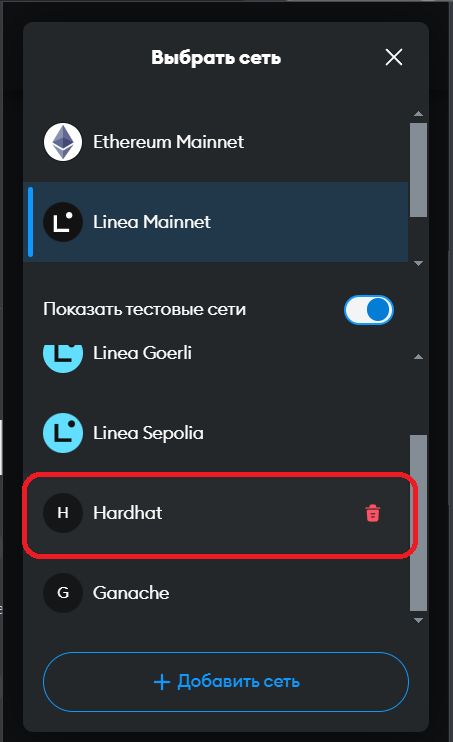 Выбрать сеть
Ethereum Mainnet
L Linea Mainnet
Показать тестовые сети
L Linea Goerli
L Linea Sepolia
H Hardhat
G Ganache
+ Добавить сеть